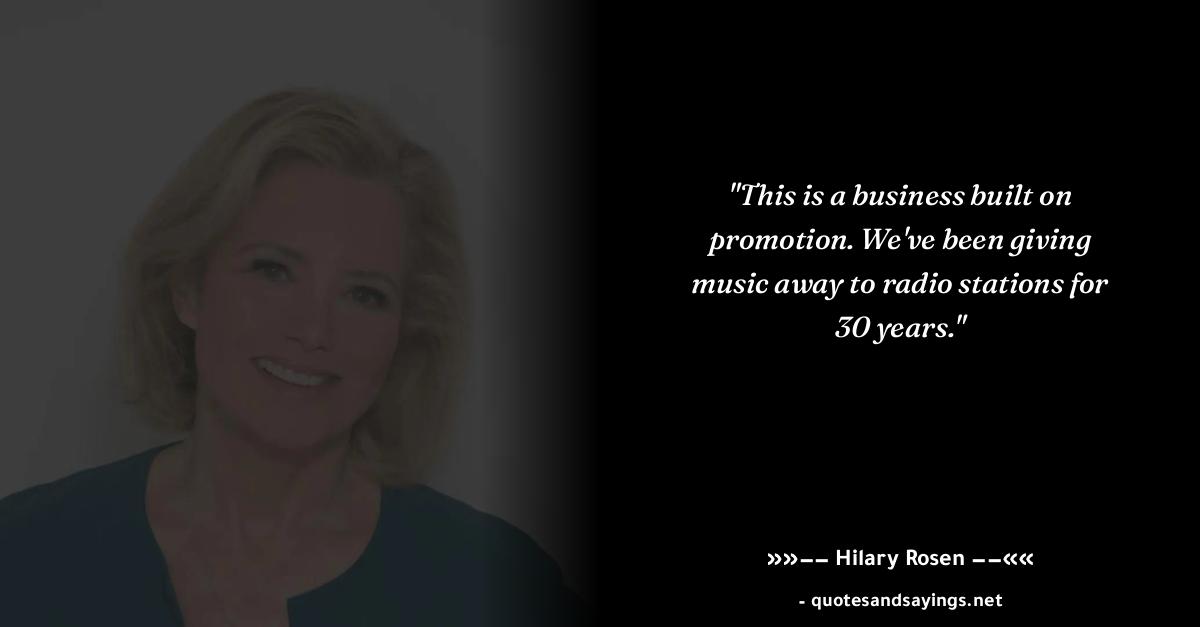 "This is a business built on
promotion. We've been giving
music away to radio stations for
30 years."
»»–– Hilary Rosen ––««
- quotesandsayings.net